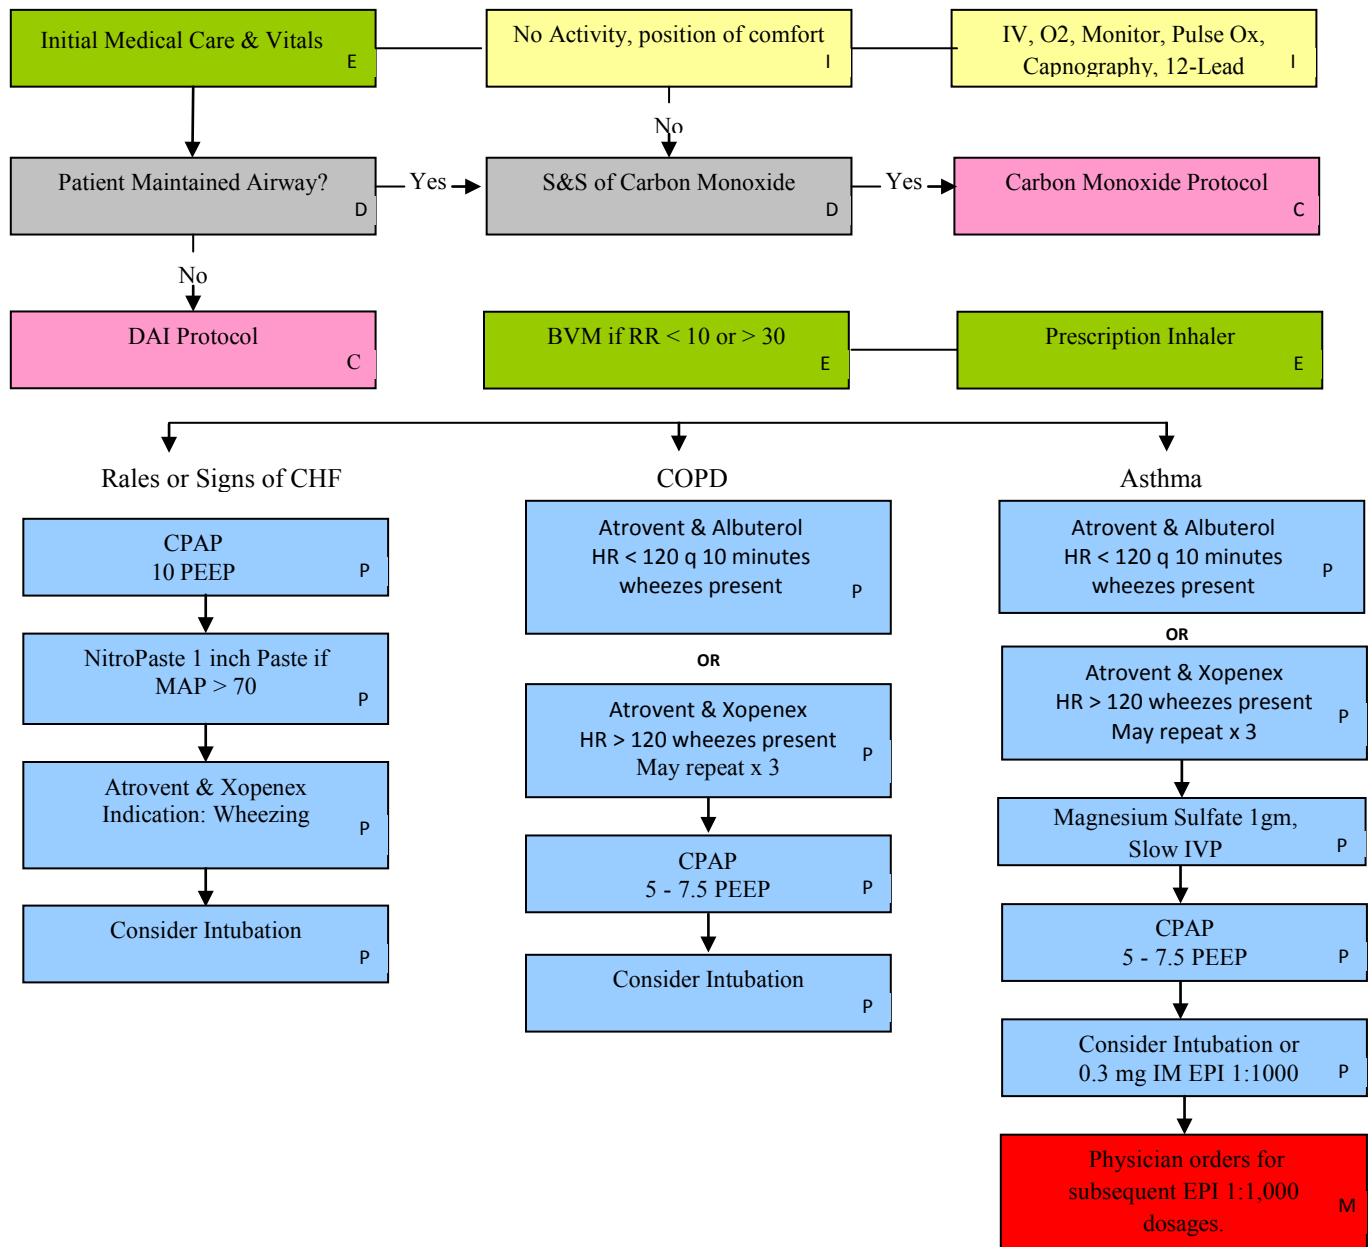 Initial Medical Care & Vitals
E
No Activity, position of comfort
I
IV, O2, Monitor, Pulse Ox,
Capnography, 12-Lead
I
No
Patient Maintained Airway?
D
Yes
S&S of Carbon Monoxide
D
Yes
Carbon Monoxide Protocol
C
No
DAI Protocol
C
BVM if RR < 10 or > 30
E
Prescription Inhaler
E
Rales or Signs of CHF
CPAP
10 PEEP
P
NitroPaste 1 inch Paste if
MAP > 70
P
Atrovent & Xopenex
Indication: Wheezing
P
Consider Intubation
P
COPD
Atrovent & Albuterol
HR < 120 q 10 minutes
wheezes present
P
OR
Atrovent & Xopenex
HR > 120 wheezes present
May repeat x 3
P
CPAP
5 - 7.5 PEEP
P
Consider Intubation
P
Asthma
Atrovent & Albuterol
HR < 120 q 10 minutes
wheezes present
P
OR
Atrovent & Xopenex
HR > 120 wheezes present
May repeat x 3
P
Magnesium Sulfate 1gm,
Slow IVP
P
CPAP
5 - 7.5 PEEP
P
Consider Intubation or
0.3 mg IM EPI 1:1000
P
Physician orders for
subsequent EPI 1:1,000
dosages.
M